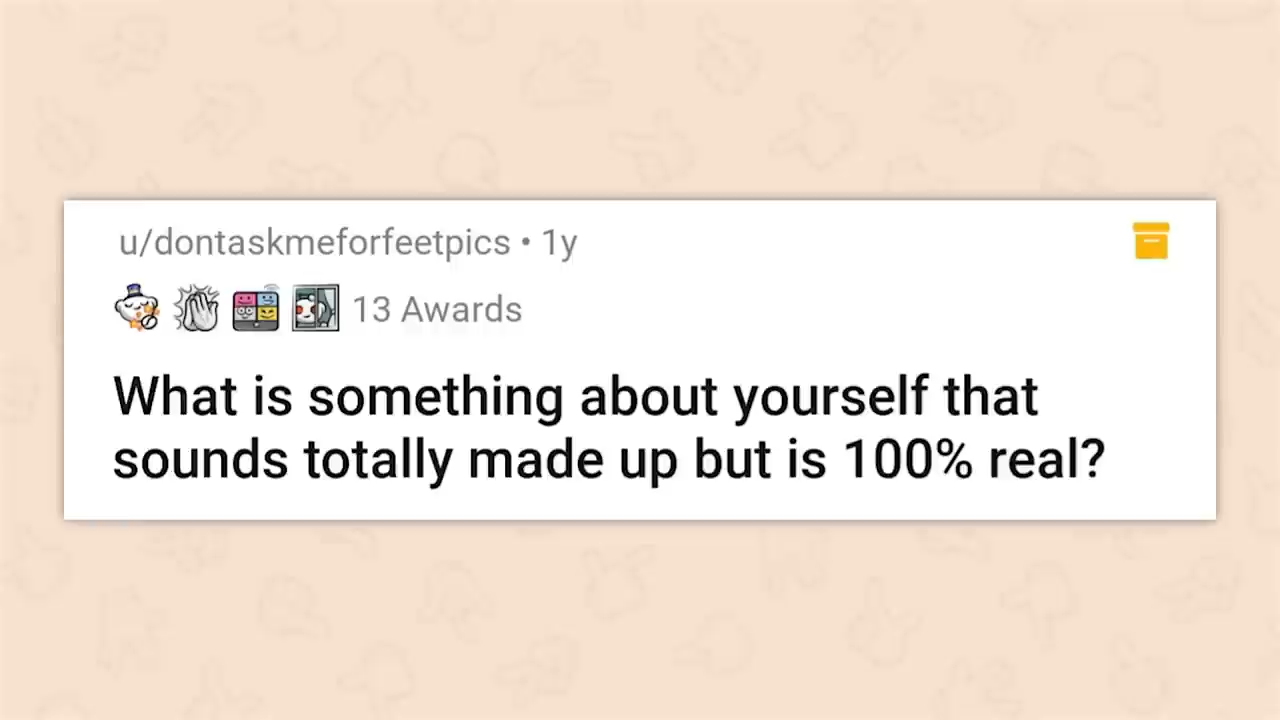 u/dontaskmeforfeetpics • 1y
13 Awards
What is something about yourself that
sounds totally made up but is 100% real?